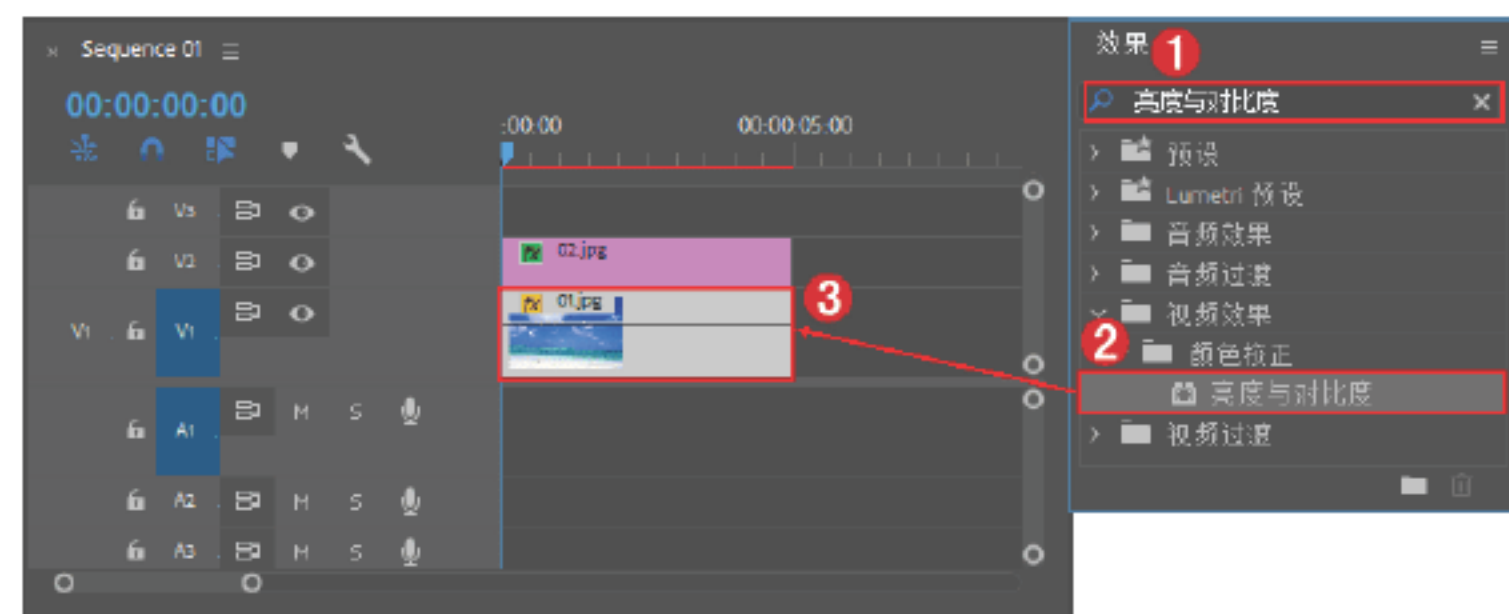 Sequence 01
00:00:00:00
:00:00
00:00:05:00
V3
V2
fx 02.jpg
fx 01.jpg
V1 V1
A1 M S
A2 M S
A3 M S
3
效果
1
亮度与对比度
预设
Lumetri 预设
音频效果
音频过渡
视频效果
2
颜色校正
亮度与对比度
视频过渡